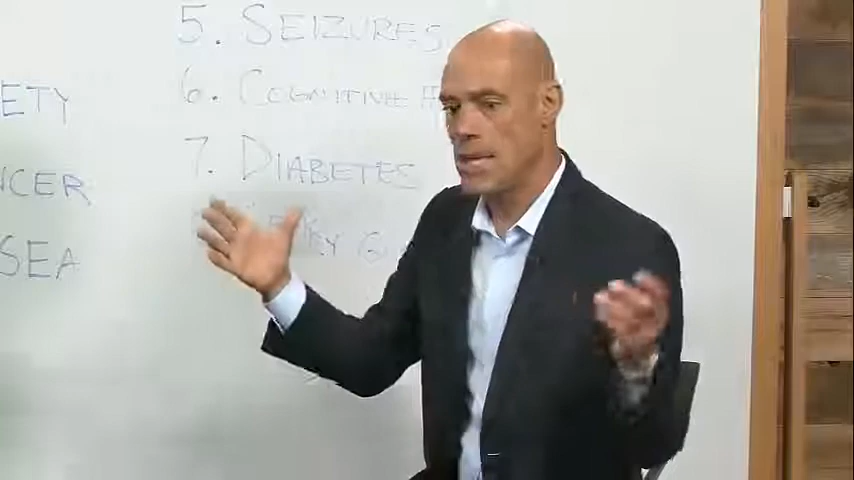 5. SEIZURES
6. COGNITIVE
7. DIABETES
ETY
NCER
SEA